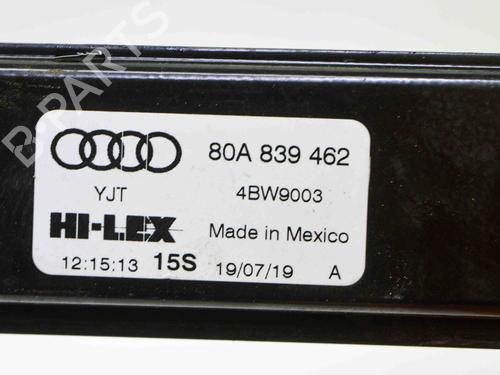 B-PARTS
80A 839 462
YJT 4BW9003
HI-LEX Made in Mexico
12:15:13 15S 19/07/19 A